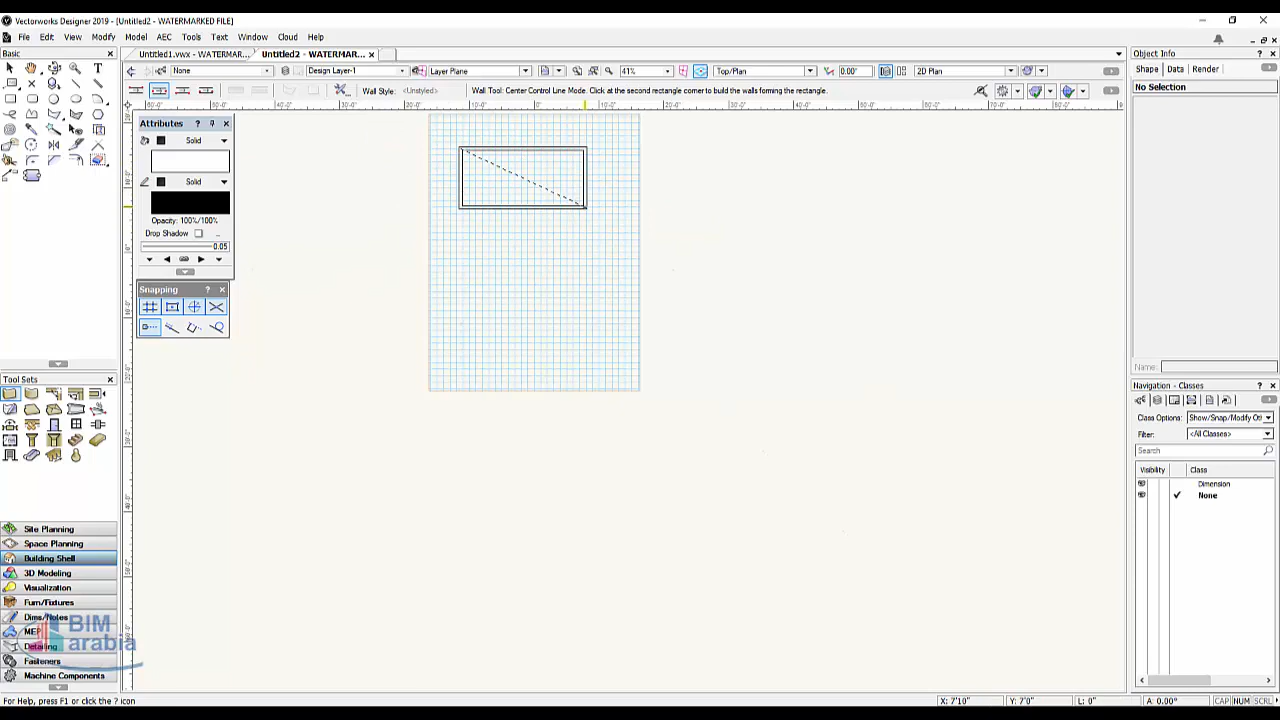 Vectorworks Designer 2019 - [Untitled2 - WATERMARKED FILE]
File Edit View Modify Model AEC Tools Text Window Cloud Help
Basic
Untitled1.vwx - WATERMAR...
Untitled2 - WATERMAR...
Object Info
None
Design Layer-1
Layer Plane
41%
Top/Plan
0.00°
2D Plan
Shape Data Render
Wall Style: <Unstyled>
Wall Tool: Center Control Line Mode. Click at the second rectangle corner to build the walls forming the rectangle.
No Selection
Attributes ?
Solid
Solid
Opacity: 100%/100%
Drop Shadow ..
0.05
Snapping ?
Name:
Tool Sets
Navigation - Classes ?
Class Options: Show/Snap/Modify Ot
Filter: <All Classes>
Search
Visibility Class
Dimension
None
Site Planning
Space Planning
Building Shell
3D Modeling
Visualization
Furn/Fixtures
Dims/Notes
MEP
Detailing
Fasteners
Machine Components
BIM
arabia
For Help, press F1 or click the ? icon
X: 7'10" Y: 7'0" L: 0" A: 0.00° CAP NUM SCRL